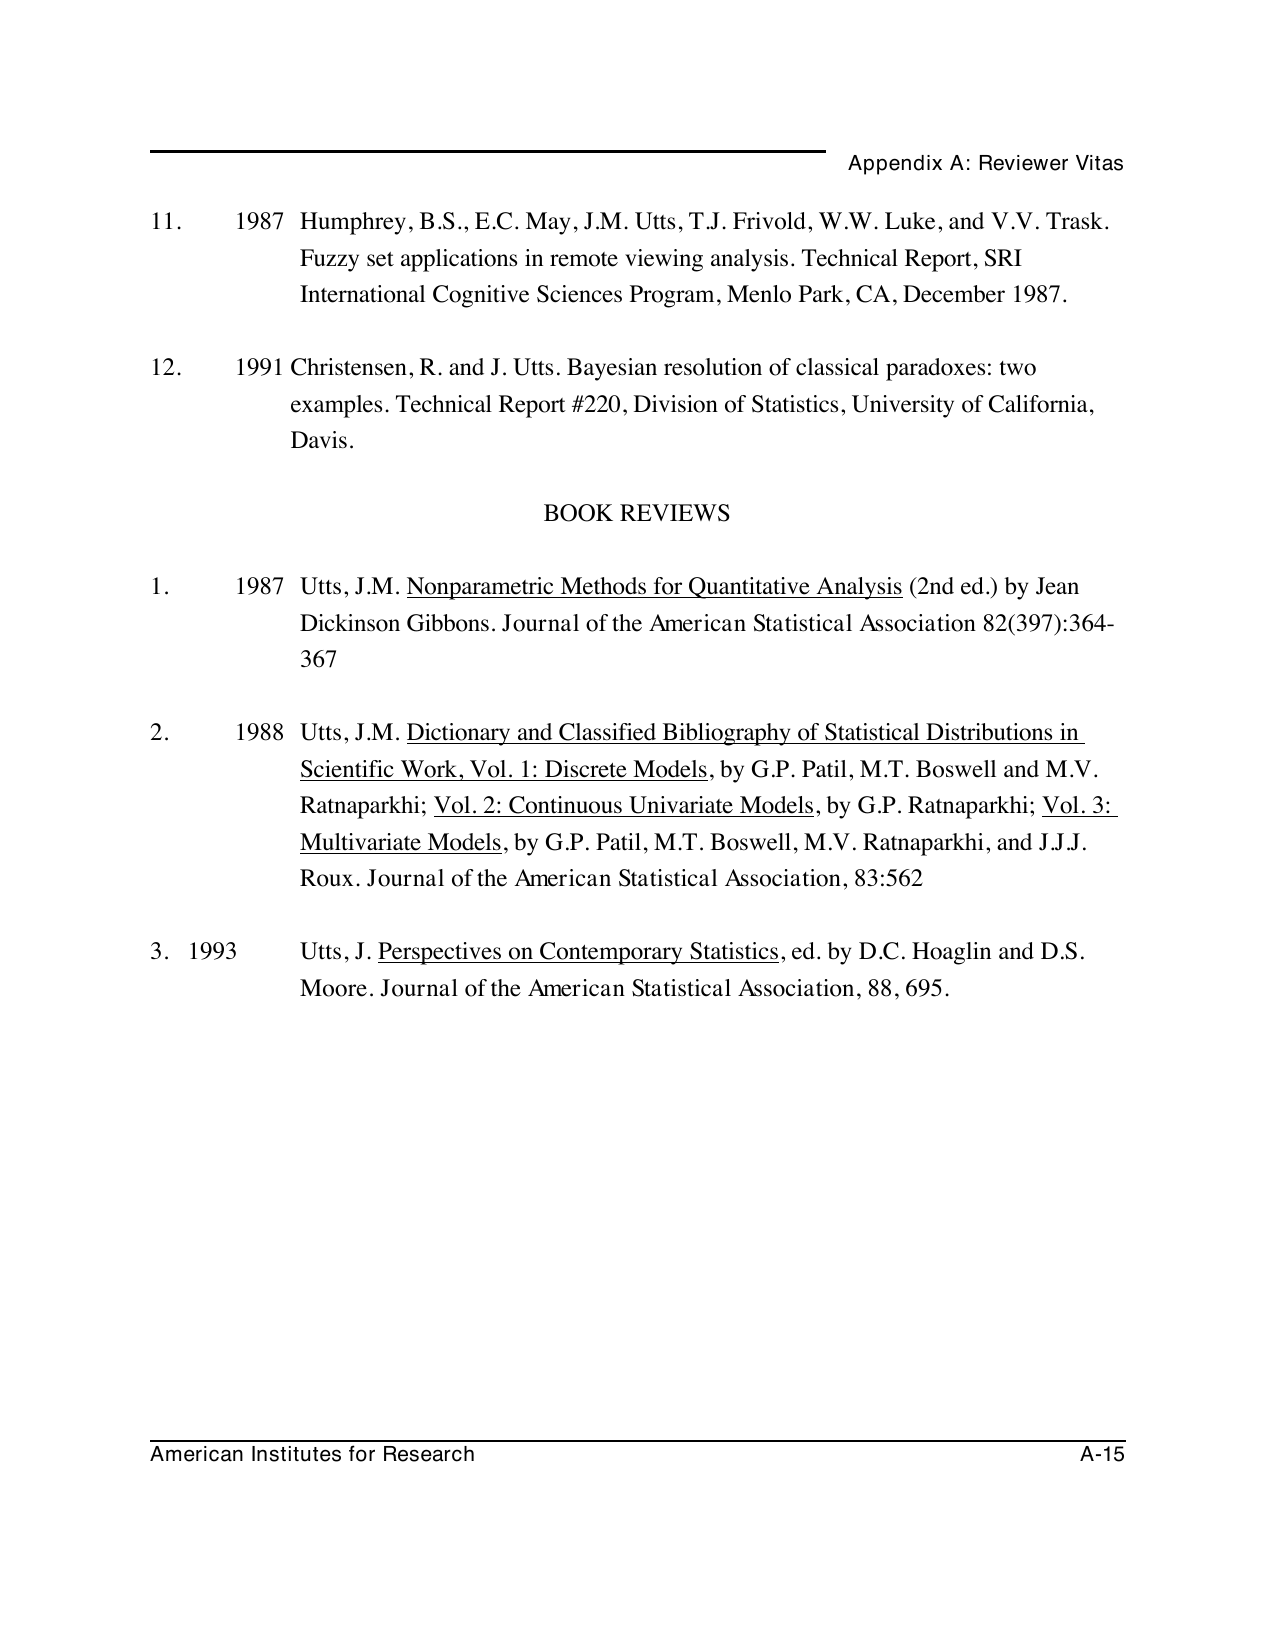 Appendix A: Reviewer Vitas
11. 1987 Humphrey, B.S., E.C. May, J.M. Utts, T.J. Frivold, W.W. Luke, and V.V. Trask.
Fuzzy set applications in remote viewing analysis. Technical Report, SRI
International Cognitive Sciences Program, Menlo Park, CA, December 1987.
12. 1991 Christensen, R. and J. Utts. Bayesian resolution of classical paradoxes: two
examples. Technical Report #220, Division of Statistics, University of California,
Davis.
BOOK REVIEWS
1. 1987 Utts, J.M. Nonparametric Methods for Quantitative Analysis (2nd ed.) by Jean
Dickinson Gibbons. Journal of the American Statistical Association 82(397):364-
367
2. 1988 Utts, J.M. Dictionary and Classified Bibliography of Statistical Distributions in
Scientific Work, Vol. 1: Discrete Models, by G.P. Patil, M.T. Boswell and M.V.
Ratnaparkhi; Vol. 2: Continuous Univariate Models, by G.P. Ratnaparkhi; Vol. 3:
Multivariate Models, by G.P. Patil, M.T. Boswell, M.V. Ratnaparkhi, and J.J.J.
Roux. Journal of the American Statistical Association, 83:562
3. 1993 Utts, J. Perspectives on Contemporary Statistics, ed. by D.C. Hoaglin and D.S.
Moore. Journal of the American Statistical Association, 88, 695.
American Institutes for Research A-15